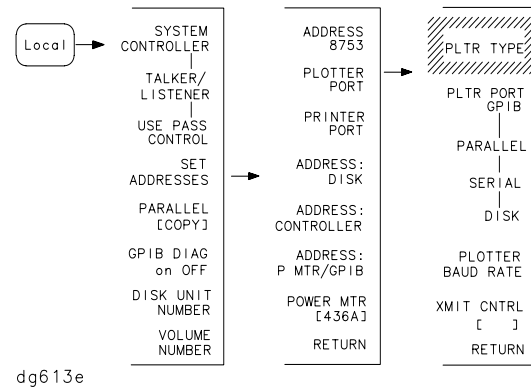 Local
SYSTEM
CONTROLLER
TALKER/
LISTENER
USE PASS
CONTROL
SET
ADDRESSES
PARALLEL
[COPY]
GPIB DIAG
on OFF
DISK UNIT
NUMBER
VOLUME
NUMBER
ADDRESS
8753
PLOTTER
PORT
PRINTER
PORT
ADDRESS:
DISK
ADDRESS:
CONTROLLER
ADDRESS:
P MTR/GPIB
POWER MTR
[436A]
RETURN
PLTR TYPE
PLTR PORT
GPIB
PARALLEL
SERIAL
DISK
PLOTTER
BAUD RATE
XMIT CNTRL
[ ]
RETURN
dg613e